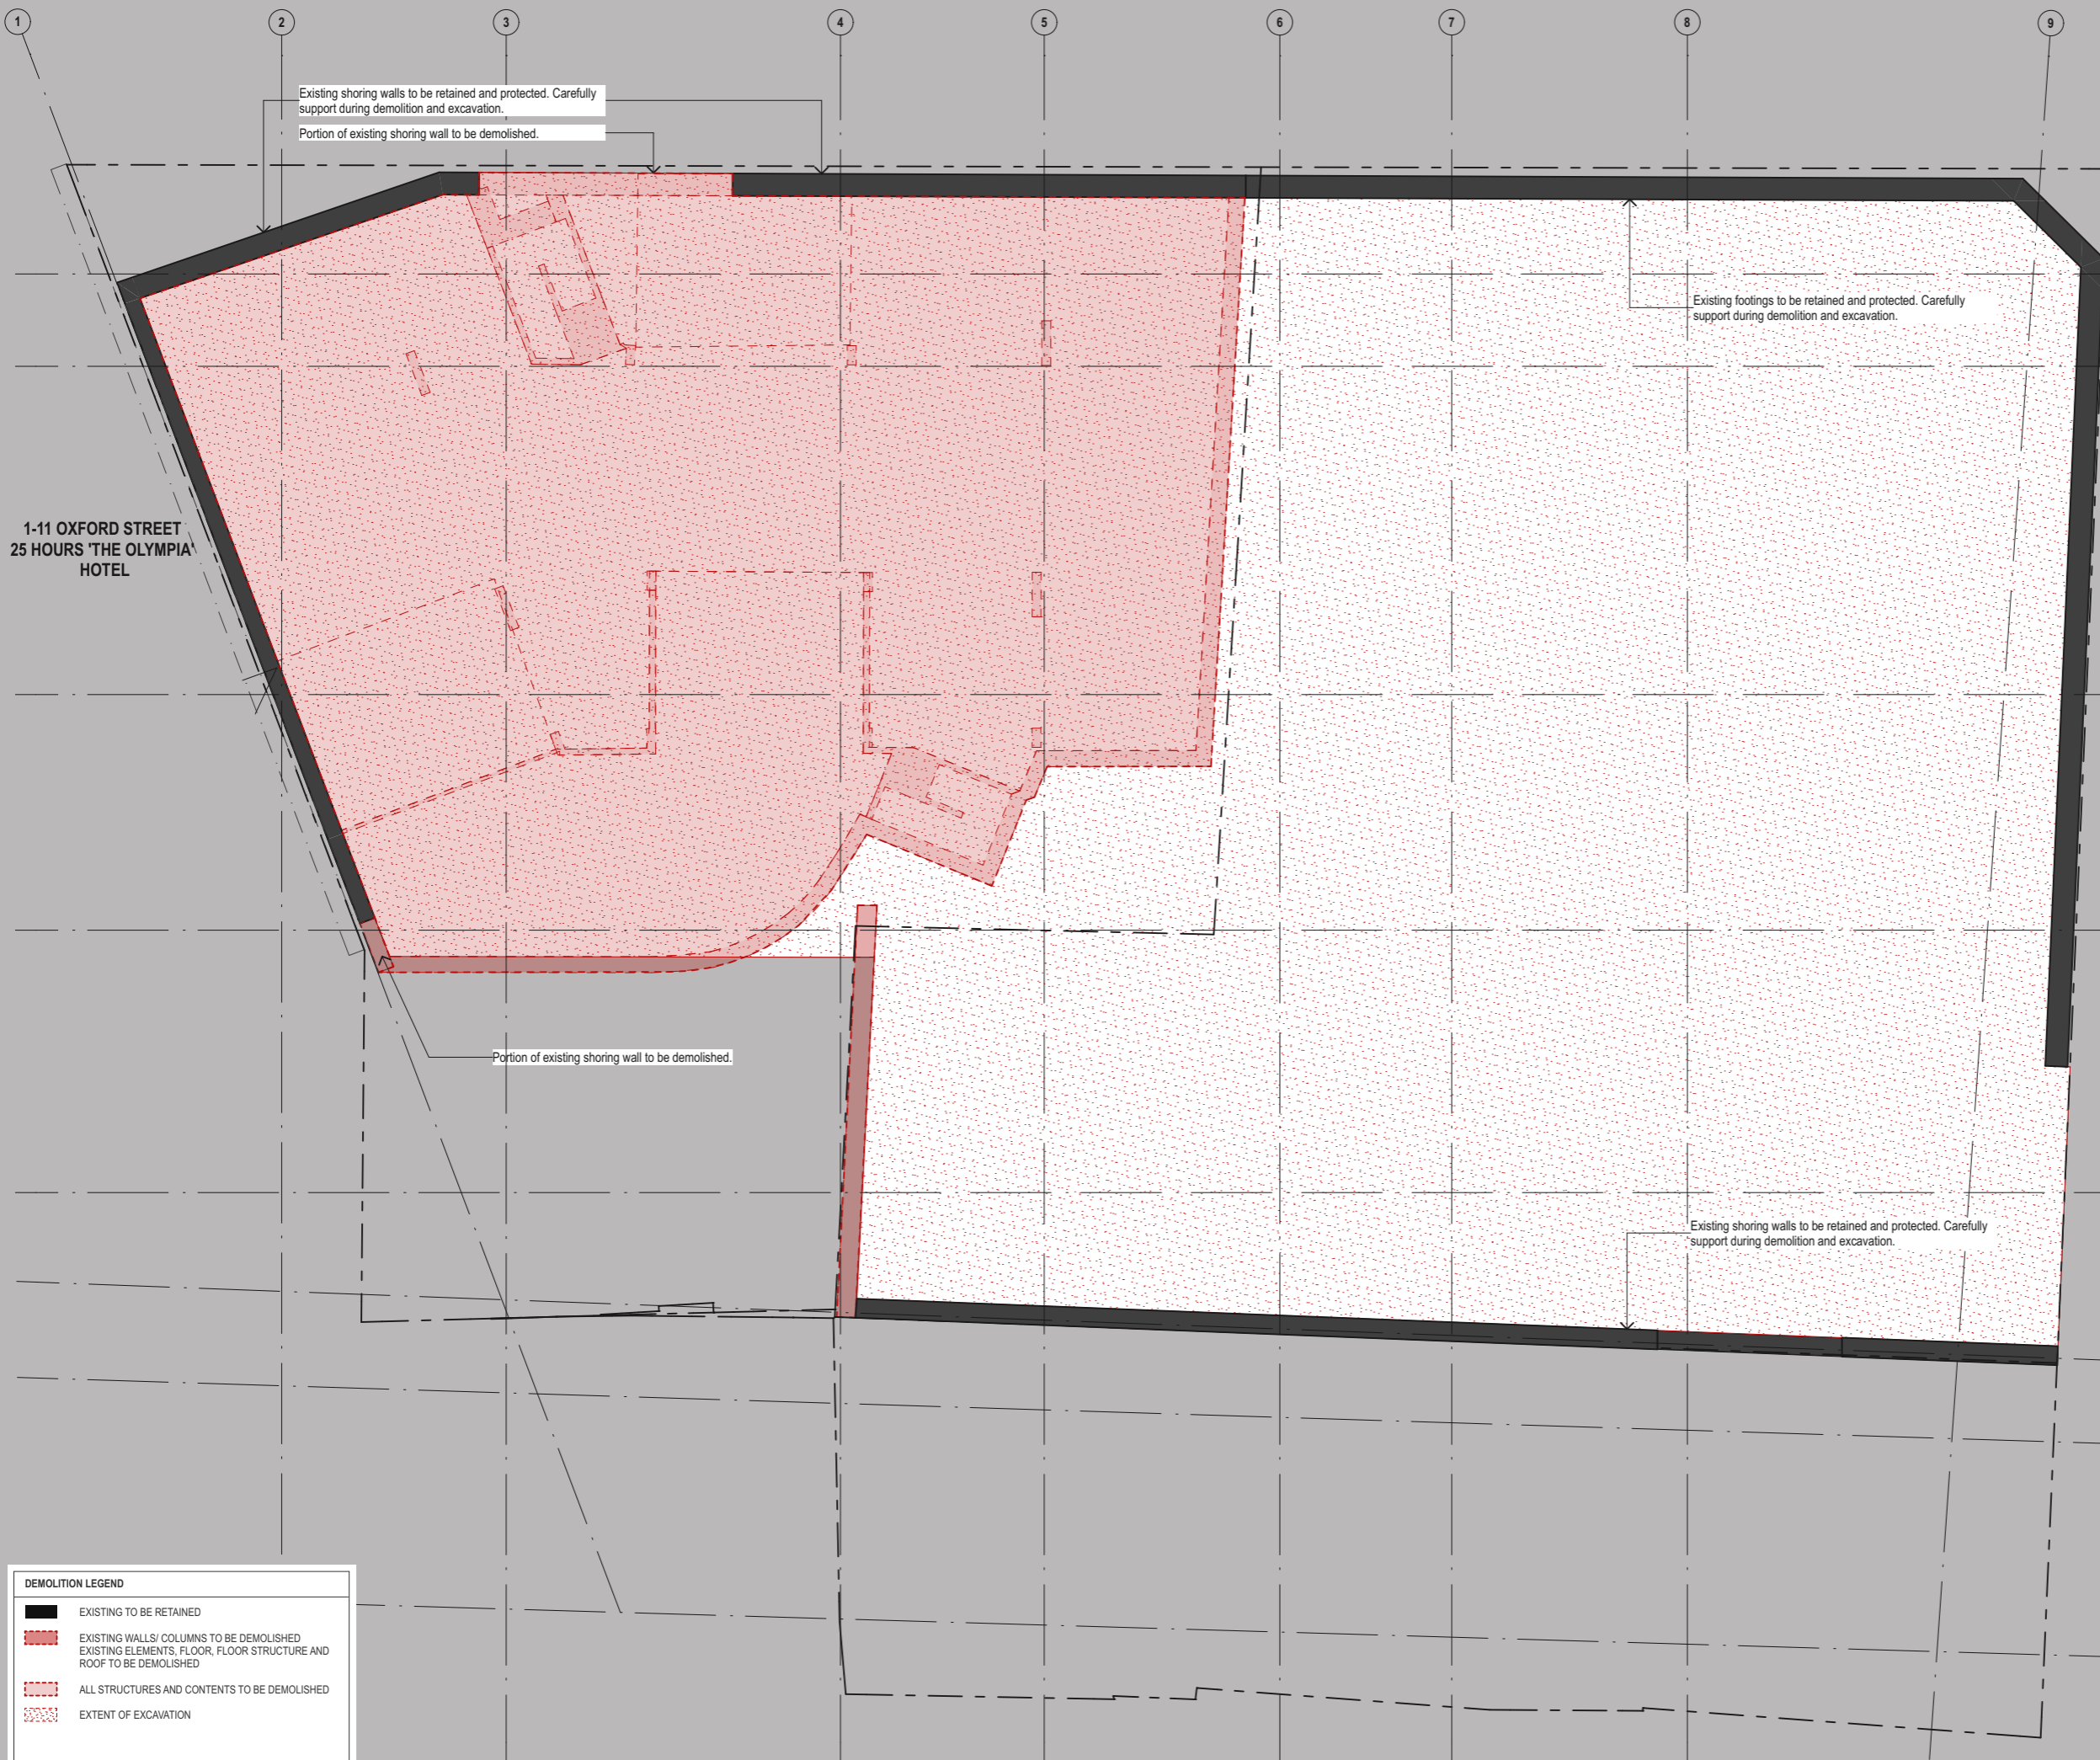 1 2 3 4 5 6 7 8 9
Existing shoring walls to be retained and protected. Carefully
support during demolition and excavation.
Portion of existing shoring wall to be demolished.
Existing footings to be retained and protected. Carefully
support during demolition and excavation.
1-11 OXFORD STREET
25 HOURS 'THE OLYMPIA'
HOTEL
Portion of existing shoring wall to be demolished.
Existing shoring walls to be retained and protected. Carefully
support during demolition and excavation.
DEMOLITION LEGEND
EXISTING TO BE RETAINED
EXISTING WALLS/ COLUMNS TO BE DEMOLISHED
EXISTING ELEMENTS, FLOOR, FLOOR STRUCTURE AND
ROOF TO BE DEMOLISHED
ALL STRUCTURES AND CONTENTS TO BE DEMOLISHED
EXTENT OF EXCAVATION